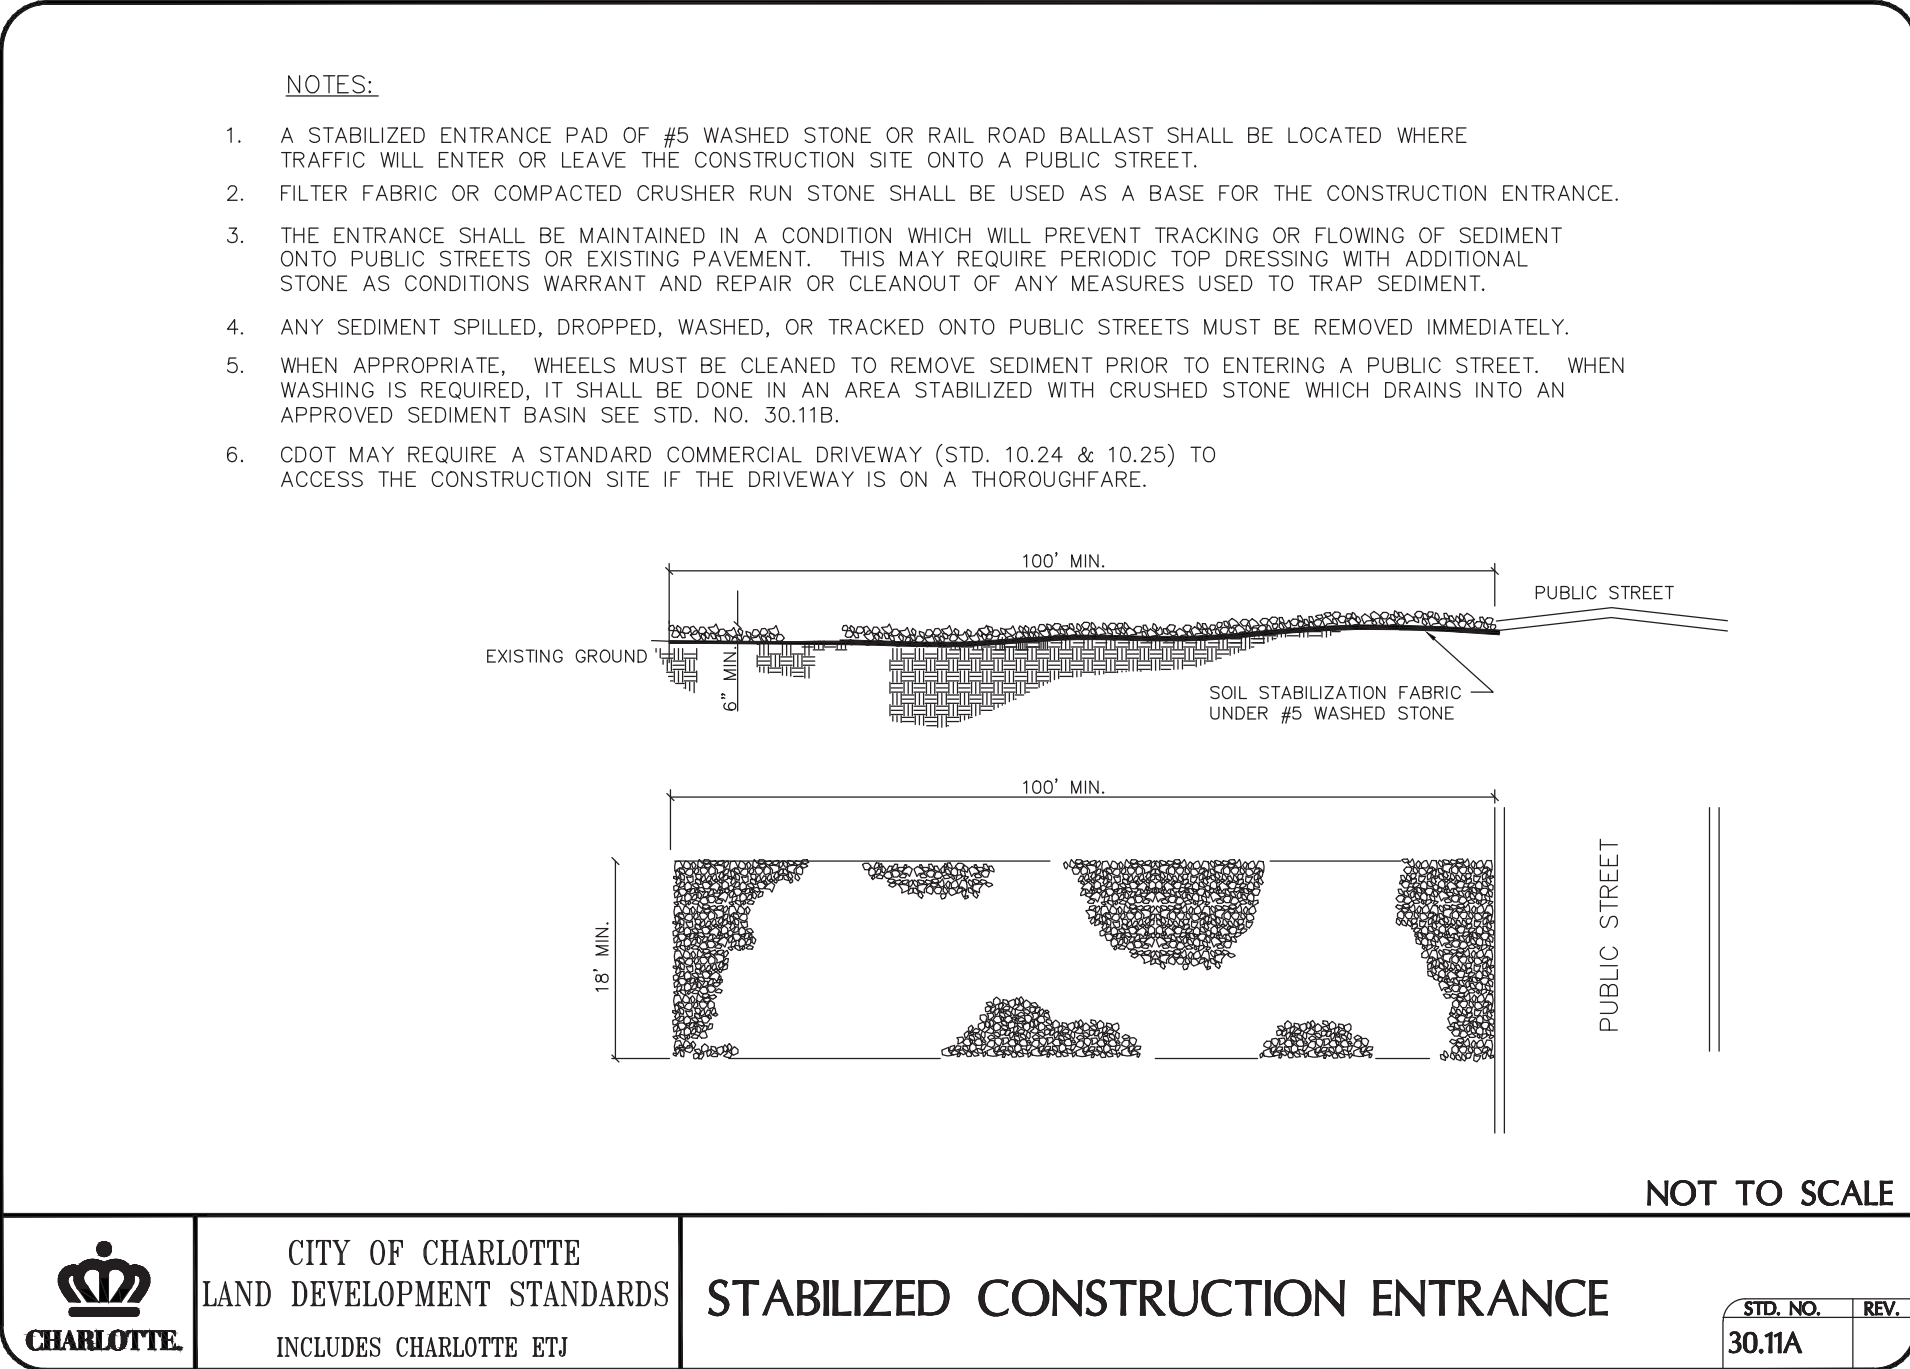 NOTES:
1. A STABILIZED ENTRANCE PAD OF #5 WASHED STONE OR RAIL ROAD BALLAST SHALL BE LOCATED WHERE
TRAFFIC WILL ENTER OR LEAVE THE CONSTRUCTION SITE ONTO A PUBLIC STREET.
2. FILTER FABRIC OR COMPACTED CRUSHER RUN STONE SHALL BE USED AS A BASE FOR THE CONSTRUCTION ENTRANCE.
3. THE ENTRANCE SHALL BE MAINTAINED IN A CONDITION WHICH WILL PREVENT TRACKING OR FLOWING OF SEDIMENT
ONTO PUBLIC STREETS OR EXISTING PAVEMENT. THIS MAY REQUIRE PERIODIC TOP DRESSING WITH ADDITIONAL
STONE AS CONDITIONS WARRANT AND REPAIR OR CLEANOUT OF ANY MEASURES USED TO TRAP SEDIMENT.
4. ANY SEDIMENT SPILLED, DROPPED, WASHED, OR TRACKED ONTO PUBLIC STREETS MUST BE REMOVED IMMEDIATELY.
5. WHEN APPROPRIATE, WHEELS MUST BE CLEANED TO REMOVE SEDIMENT PRIOR TO ENTERING A PUBLIC STREET. WHEN
WASHING IS REQUIRED, IT SHALL BE DONE IN AN AREA STABILIZED WITH CRUSHED STONE WHICH DRAINS INTO AN
APPROVED SEDIMENT BASIN SEE STD. NO. 30.11B.
6. CDOT MAY REQUIRE A STANDARD COMMERCIAL DRIVEWAY (STD. 10.24 & 10.25) TO
ACCESS THE CONSTRUCTION SITE IF THE DRIVEWAY IS ON A THOROUGHFARE.
100' MIN.
PUBLIC STREET
EXISTING GROUND
6" MIN.
SOIL STABILIZATION FABRIC
UNDER #5 WASHED STONE
100' MIN.
18' MIN.
PUBLIC STREET
NOT TO SCALE
CHARLOTTE.
CITY OF CHARLOTTE
LAND DEVELOPMENT STANDARDS
INCLUDES CHARLOTTE ETJ
STABILIZED CONSTRUCTION ENTRANCE
STD. NO. REV.
30.11A